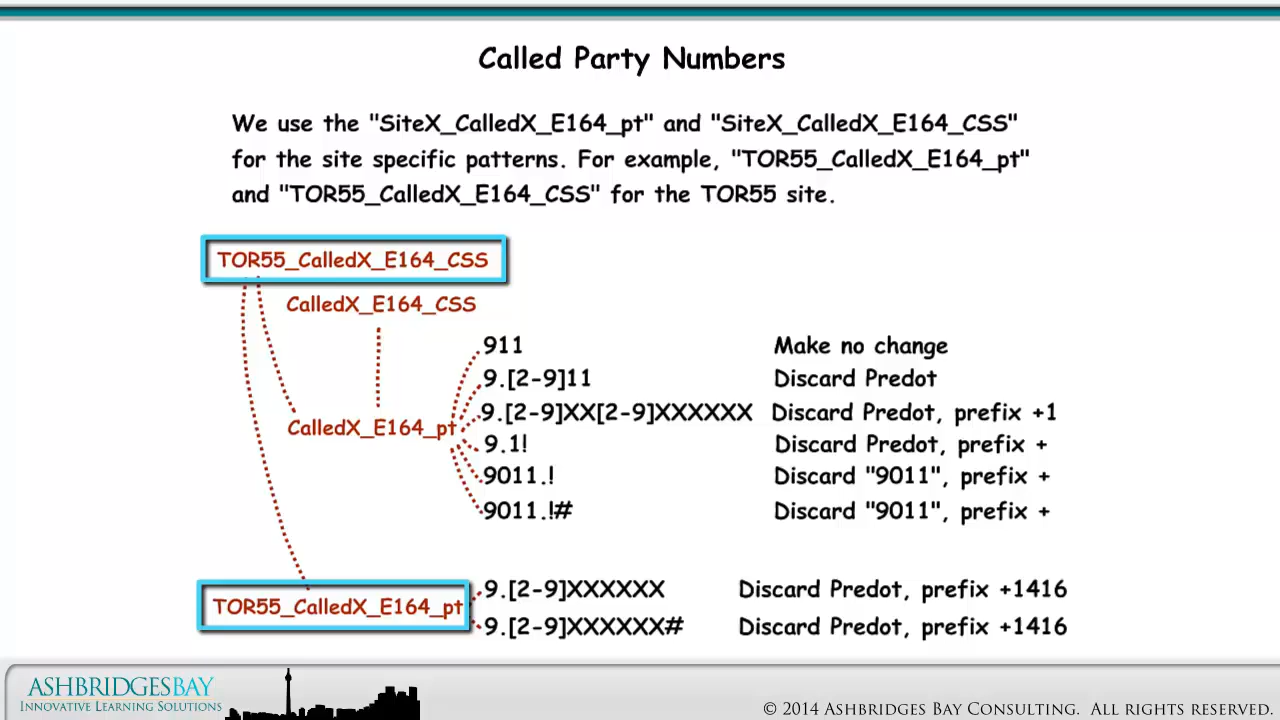 Called Party Numbers
We use the "SiteX_CalledX_E164_pt" and "SiteX_CalledX_E164_CSS"
for the site specific patterns. For example, "TOR55_CalledX_E164_pt"
and "TOR55_CalledX_E164_CSS" for the TOR55 site.
TOR55_CalledX_E164_CSS
CalledX_E164_CSS
911 Make no change
9.[2-9]11 Discard Predot
9.[2-9]XX[2-9]XXXXXX Discard Predot, prefix +1
CalledX_E164_pt
9.1! Discard Predot, prefix +
9011.! Discard "9011", prefix +
9011.!# Discard "9011", prefix +
9.[2-9]XXXXXX Discard Predot, prefix +1416
TOR55_CalledX_E164_pt
9.[2-9]XXXXXX# Discard Predot, prefix +1416
ASHBRIDGESBAY
INNOVATIVE LEARNING SOLUTIONS
© 2014 ASHBRIDGES BAY CONSULTING. ALL RIGHTS RESERVED.